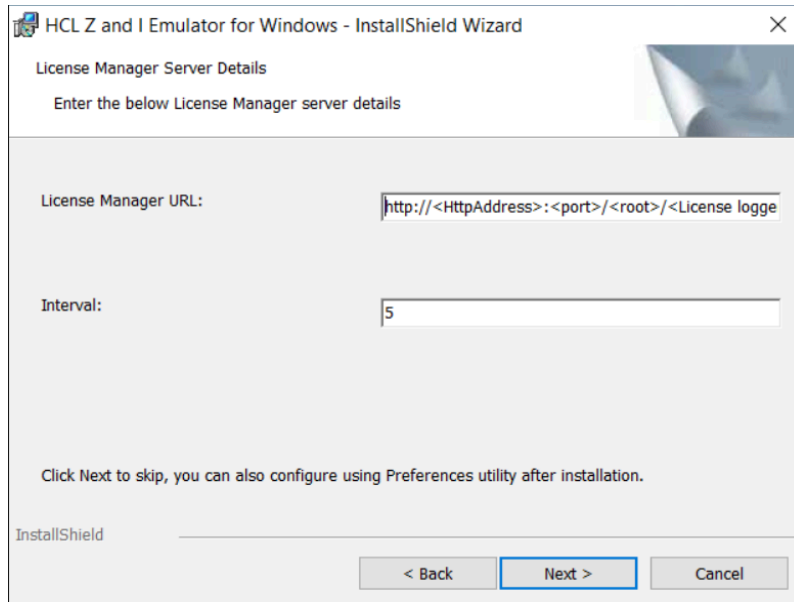 HCL Z and I Emulator for Windows - InstallShield Wizard
License Manager Server Details
Enter the below License Manager server details
License Manager URL:
http://<HttpAddress>:<port>/<root>/<License logge
Interval:
5
Click Next to skip, you can also configure using Preferences utility after installation.
InstallShield
< Back
Next >
Cancel